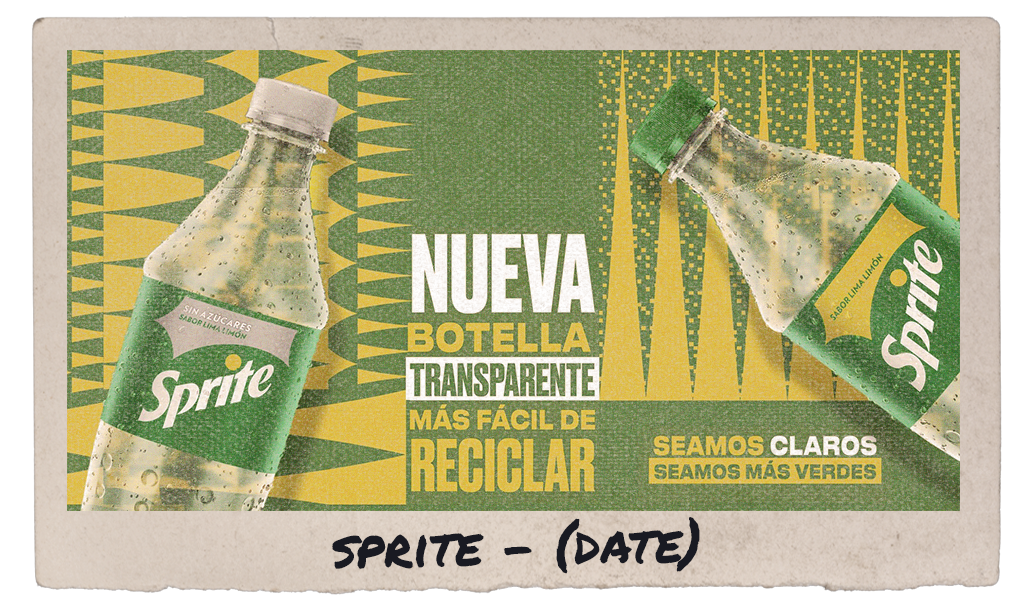 SIN AZÚCARES
SABOR LIMA LIMÓN
Sprite
NUEVA
BOTELLA
TRANSPARENTE
MÁS FÁCIL DE
RECICLAR
SABOR LIMA LIMÓN
Sprite
SEAMOS CLAROS
SEAMOS MÁS VERDES
SPRITE - (DATE)